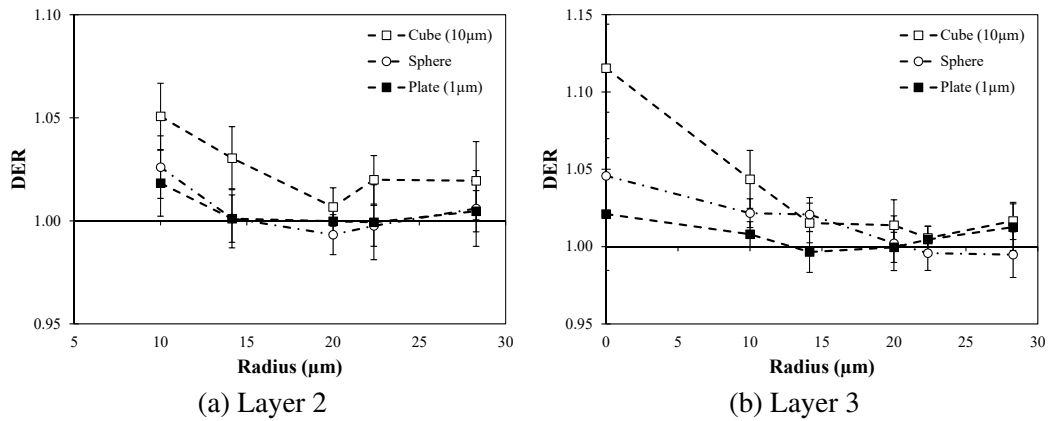 1.10
1.05
1.00
0.95
DER
5
10
15
20
25
30
Radius (µm)
Cube (10µm)
Sphere
Plate (1µm)
(a) Layer 2
1.15
1.10
1.05
1.00
0.95
DER
0
5
10
15
20
25
30
Radius (µm)
Cube (10µm)
Sphere
Plate (1µm)
(b) Layer 3